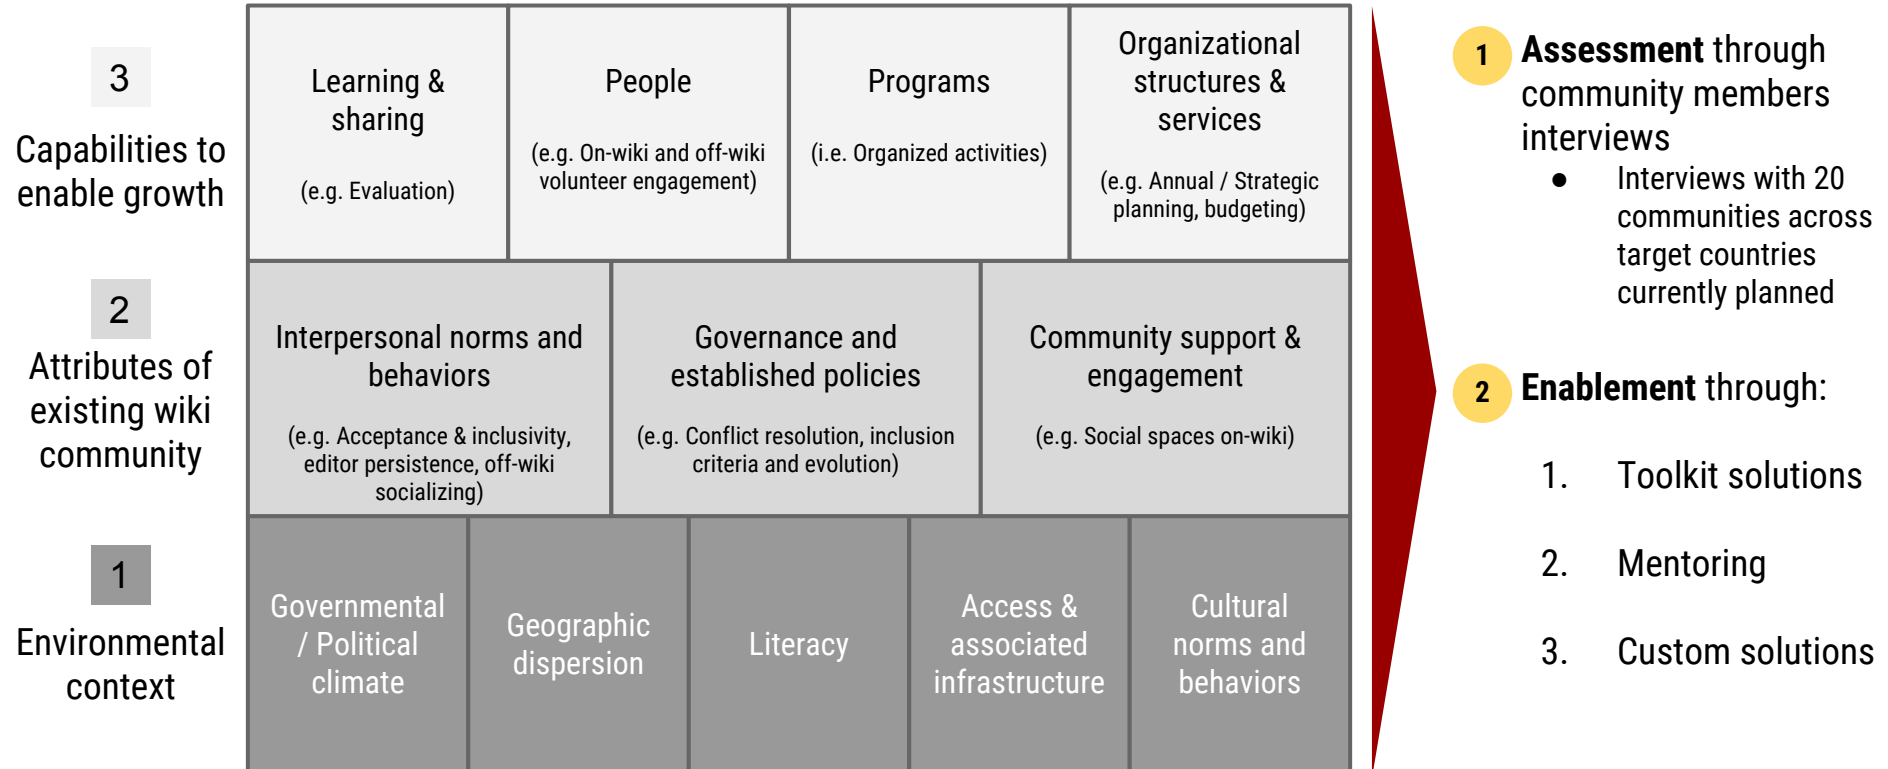 3
Capabilities to
enable growth
Learning &
sharing
(e.g. Evaluation)
People
(e.g. On-wiki and off-wiki
volunteer engagement)
Programs
(i.e. Organized activities)
Organizational
structures &
services
(e.g. Annual / Strategic
planning, budgeting)
2
Attributes of
existing wiki
community
Interpersonal norms and
behaviors
(e.g. Acceptance & inclusivity,
editor persistence, off-wiki
socializing)
Governance and
established policies
(e.g. Conflict resolution, inclusion
criteria and evolution)
Community support &
engagement
(e.g. Social spaces on-wiki)
1
Environmental
context
Governmental
/ Political
climate
Geographic
dispersion
Literacy
Access &
associated
infrastructure
Cultural
norms and
behaviors
1 Assessment through
community members
interviews
● Interviews with 20
communities across
target countries
currently planned
2 Enablement through:
1. Toolkit solutions
2. Mentoring
3. Custom solutions